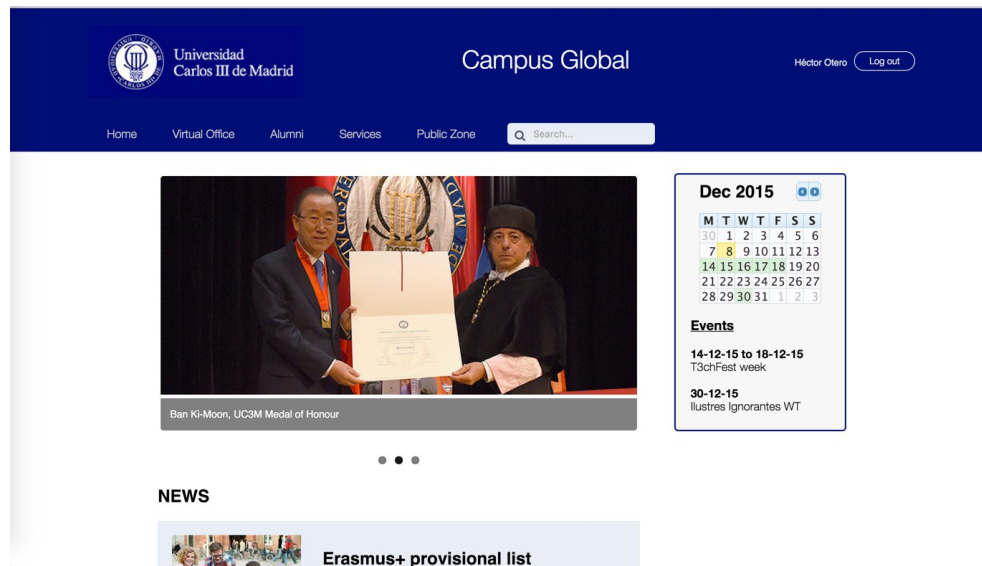 Universidad
Carlos III de Madrid
Campus Global
Héctor Otero
Log out
Home
Virtual Office
Alumni
Services
Public Zone
Search...
Ban Ki-Moon, UC3M Medal of Honour
Dec 2015
M T W T F S S
30 1 2 3 4 5 6
7 8 9 10 11 12 13
14 15 16 17 18 19 20
21 22 23 24 25 26 27
28 29 30 31 1 2 3
Events
14-12-15 to 18-12-15
T3chFest week
30-12-15
Ilustres Ignorantes WT
NEWS
Erasmus+ provisional list